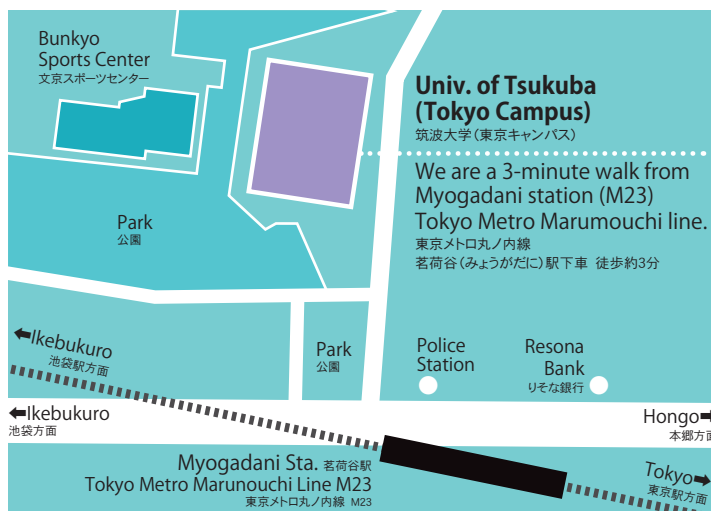 Bunkyo
Sports Center
文京スポーツセンター
Univ. of Tsukuba
(Tokyo Campus)
筑波大学(東京キャンパス)
We are a 3-minute walk from
Myogadani station (M23)
Tokyo Metro Marumouchi line.
東京メトロ丸ノ内線
茗荷谷(みょうがだに)駅下車 徒歩約3分
Park
公園
Ikebukuro
池袋駅方面
Park
公園
Police
Station
Resona
Bank
りそな銀行
Ikebukuro
池袋方面
Hongo
本郷方面
Myogadani Sta. 茗荷谷駅
Tokyo Metro Marunouchi Line M23
東京メトロ丸ノ内線 M23
Tokyo
東京駅方面